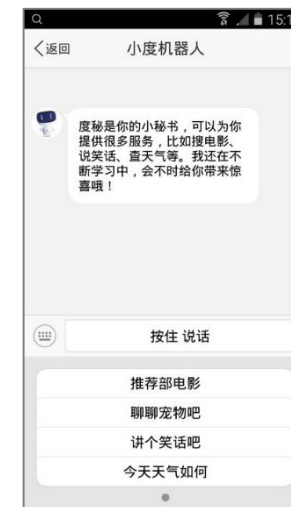 15:1
返回
小度机器人
度秘是你的小秘书，可以为你
提供很多服务，比如搜电影、
说笑话、查天气等。我还在不
断学习中，会不时给你带来惊
喜哦！
按住 说话
推荐部电影
聊聊宠物吧
讲个笑话吧
今天天气如何